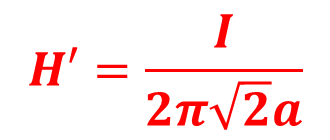 H′ = I / 2π√2a